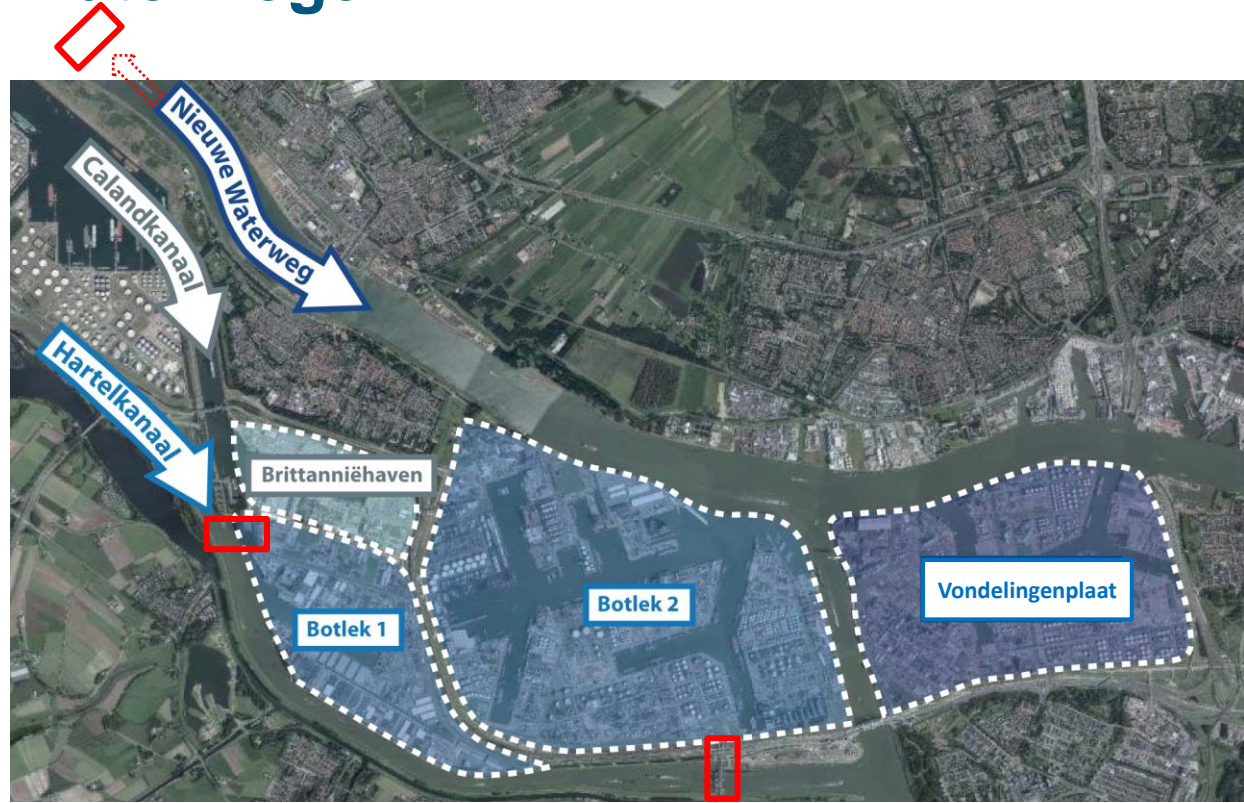 Nieuwe Waterweg
Calandkanaal
Hartelkanaal
Brittanniëhaven
Botlek 1
Botlek 2
Vondelingenplaat